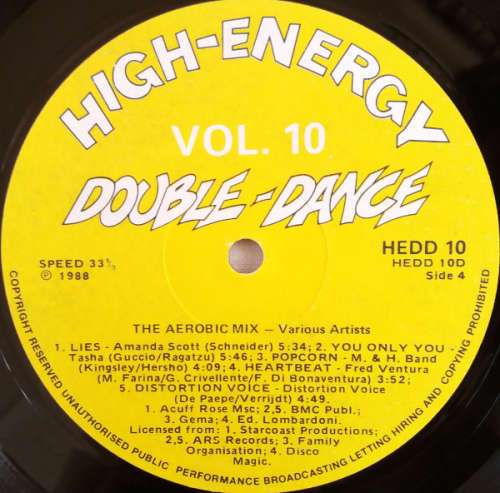 HIGH-ENERGY
VOL. 10
DOUBLE-DANCE
HEDD 10
HEDD 10D
Side 4
SPEED 33⅓
℗ 1988
THE AEROBIC MIX – Various Artists
1. LIES - Amanda Scott (Schneider) 5:34; 2. YOU ONLY YOU -
Tasha (Guccio/Ragatzu) 5:46; 3. POPCORN - M. & H. Band
(Kingsley/Hersho) 4:09; 4. HEARTBEAT - Fred Ventura
(M. Farina/G. Crivellente/F. Di Bonaventura) 3:52;
5. DISTORTION VOICE - Distortion Voice
(De Paepe/Verrijdt) 4:49.
1. Acuff Rose Msc; 2,5. BMC Publ.;
3. Gema; 4. Ed. Lombardoni.
Licensed from: 1. Starcoast Productions;
2,5. ARS Records; 3. Family
Organisation; 4. Disco
Magic.
COPYRIGHT RESERVED UNAUTHORISED PUBLIC PERFORMANCE BROADCASTING LETTING HIRING AND COPYING PROHIBITED